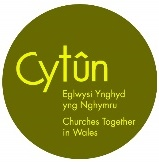 Cytûn
Eglwysi Ynghyd
yng Nghymru
Churches Together
in Wales